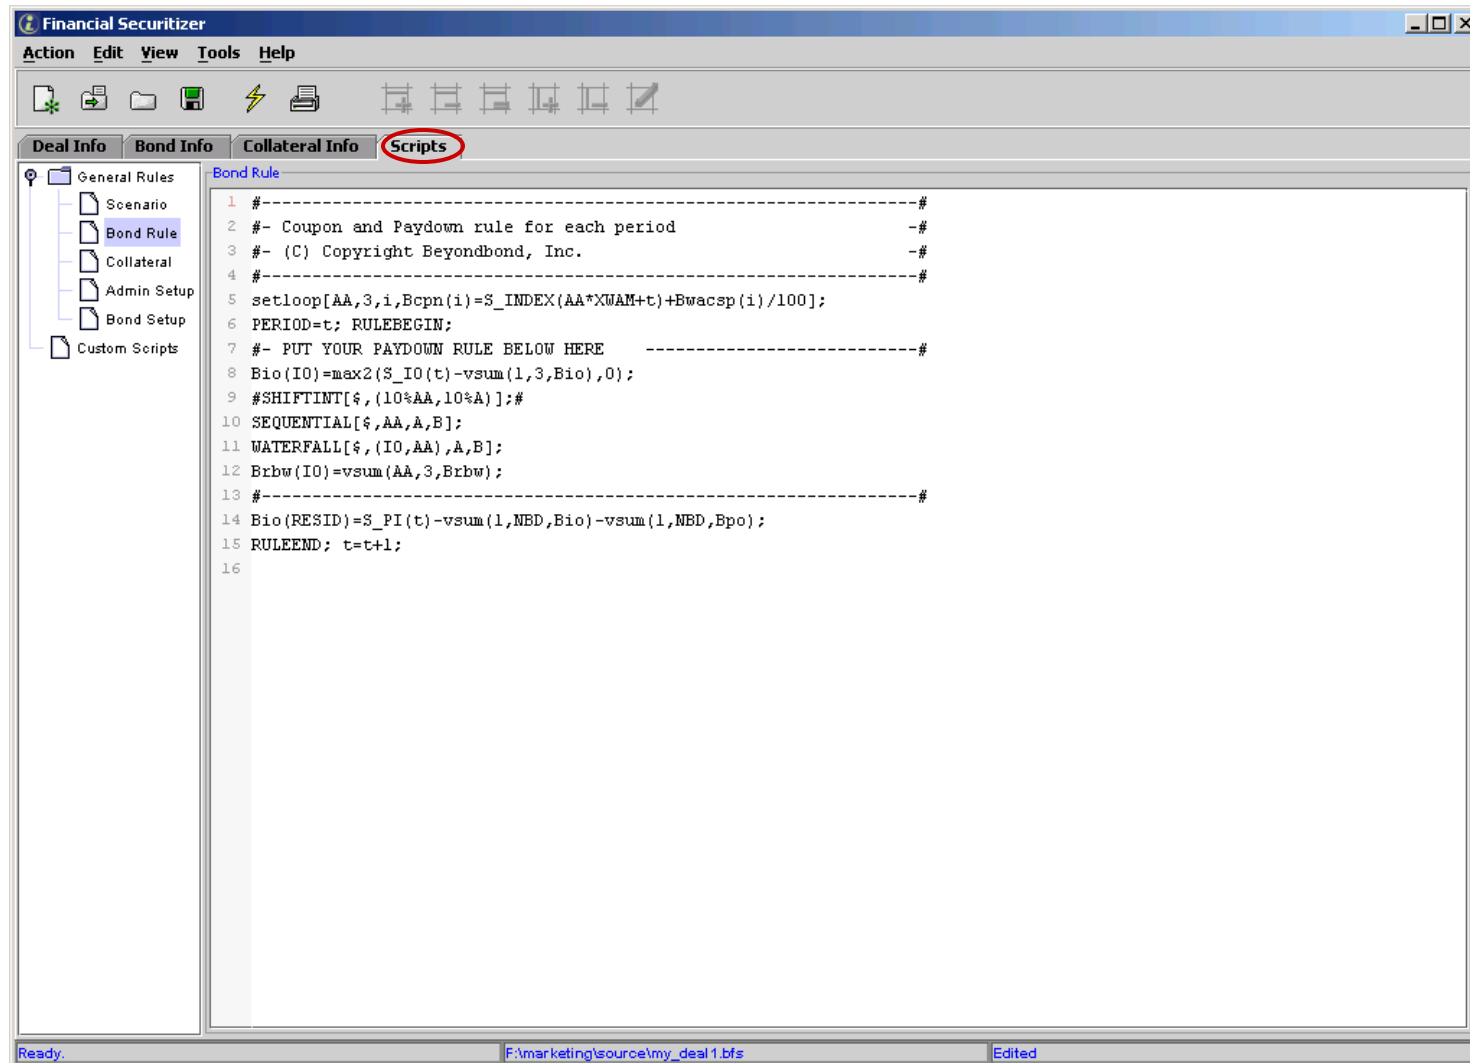 Financial Securitizer
Action Edit View Tools Help
Deal Info Bond Info Collateral Info Scripts
General Rules
Scenario
Bond Rule
Collateral
Admin Setup
Bond Setup
Custom Scripts
Bond Rule
1 #-----------------------------------------------------------------#
2 #- Coupon and Paydown rule for each period                       -#
3 #- (C) Copyright Beyondbond, Inc.                                -#
4 #-----------------------------------------------------------------#
5 setloop[AA,3,i,Bcpn(i)=S_INDEX(AA*XWAM+t)+Bwacsp(i)/100];
6 PERIOD=t; RULEBEGIN;
7 #- PUT YOUR PAYDOWN RULE BELOW HERE    ---------------------------#
8 Bio(IO)=max2(S_IO(t)-vsum(1,3,Bio),0);
9 #SHIFTINT[$,(10%AA,10%A)];#
10 SEQUENTIAL[$,AA,A,B];
11 WATERFALL[$,(IO,AA),A,B];
12 Brbw(IO)=vsum(AA,3,Brbw);
13 #-----------------------------------------------------------------#
14 Bio(RESID)=S_PI(t)-vsum(1,NBD,Bio)-vsum(1,NBD,Bpo);
15 RULEEND; t=t+1;
16
Ready. F:\marketing\source\my_deal1.bfs Edited